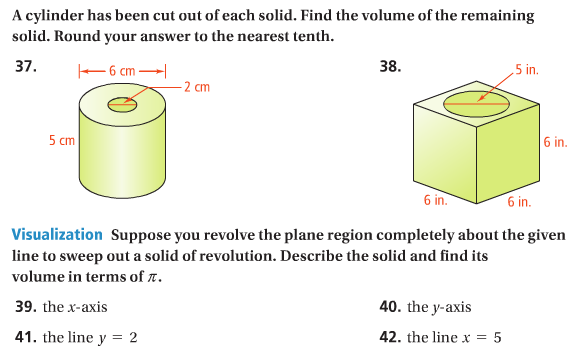 A cylinder has been cut out of each solid. Find the volume of the remaining
solid. Round your answer to the nearest tenth.
37.
6 cm
2 cm
5 cm
38.
5 in.
6 in.
6 in.
6 in.
Visualization Suppose you revolve the plane region completely about the given
line to sweep out a solid of revolution. Describe the solid and find its
volume in terms of π.
39. the x-axis
40. the y-axis
41. the line y = 2
42. the line x = 5